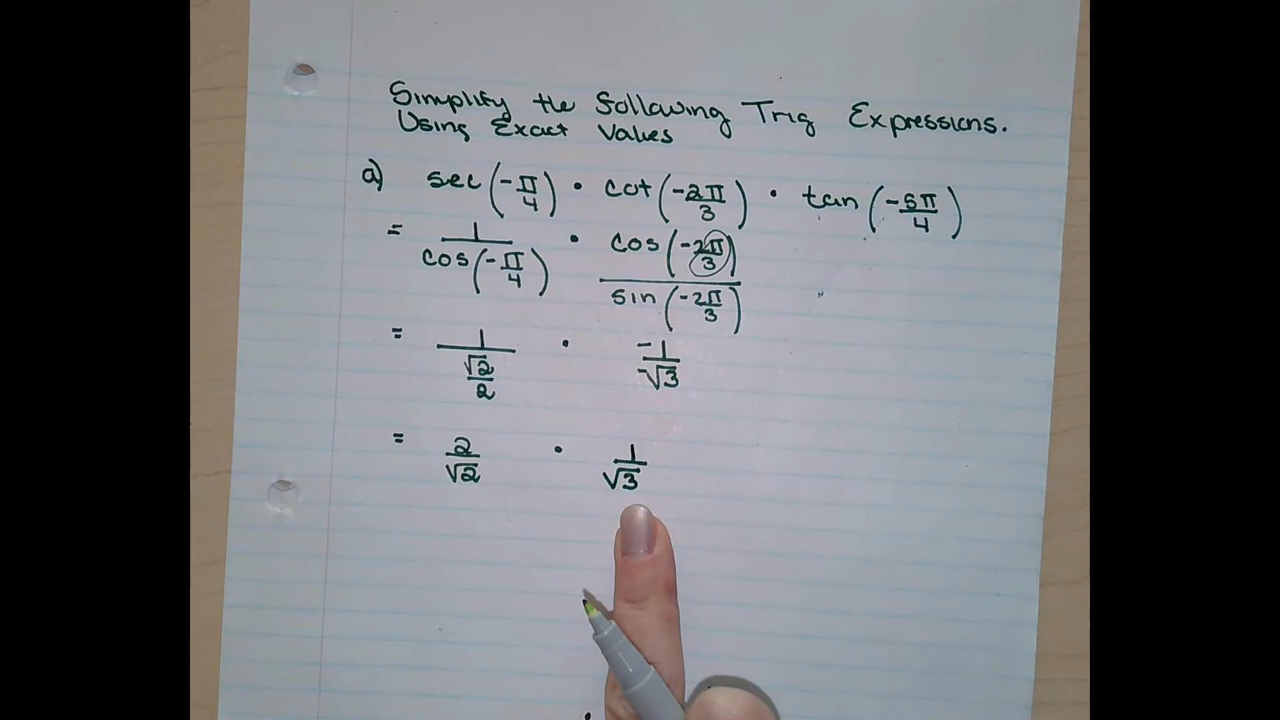 Simplify the following Trig Expressions.
Using Exact Values
a) sec(-π/4) · cot(-2π/3) · tan(-5π/4)
= 1/cos(-π/4) · cos(-2π/3)/sin(-2π/3)
= 1/(√2/2) · -1/-√3
= 2/√2 · 1/√3